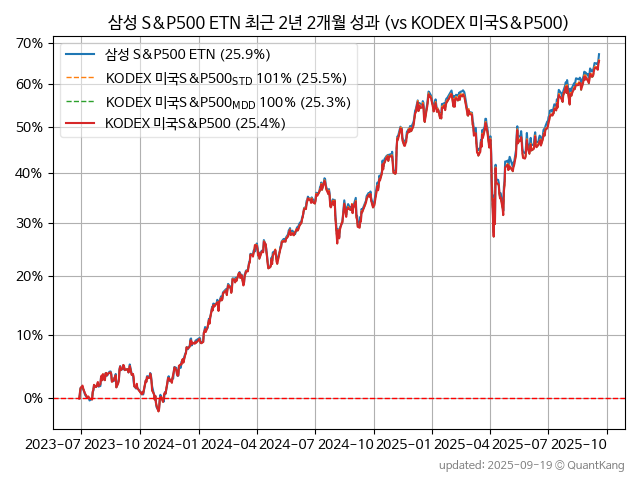 삼성 S&P500 ETN 최근 2년 2개월 성과 (vs KODEX 미국S&P500)
70%
60%
50%
40%
30%
20%
10%
0%
삼성 S&P500 ETN (25.9%)
KODEX 미국S&P500STD 101% (25.5%)
KODEX 미국S&P500MDD 100% (25.3%)
KODEX 미국S&P500 (25.4%)
2023-07 2023-10 2024-01 2024-04 2024-07 2024-10 2025-01 2025-04 2025-07 2025-10
updated: 2025-09-19 © QuantKang